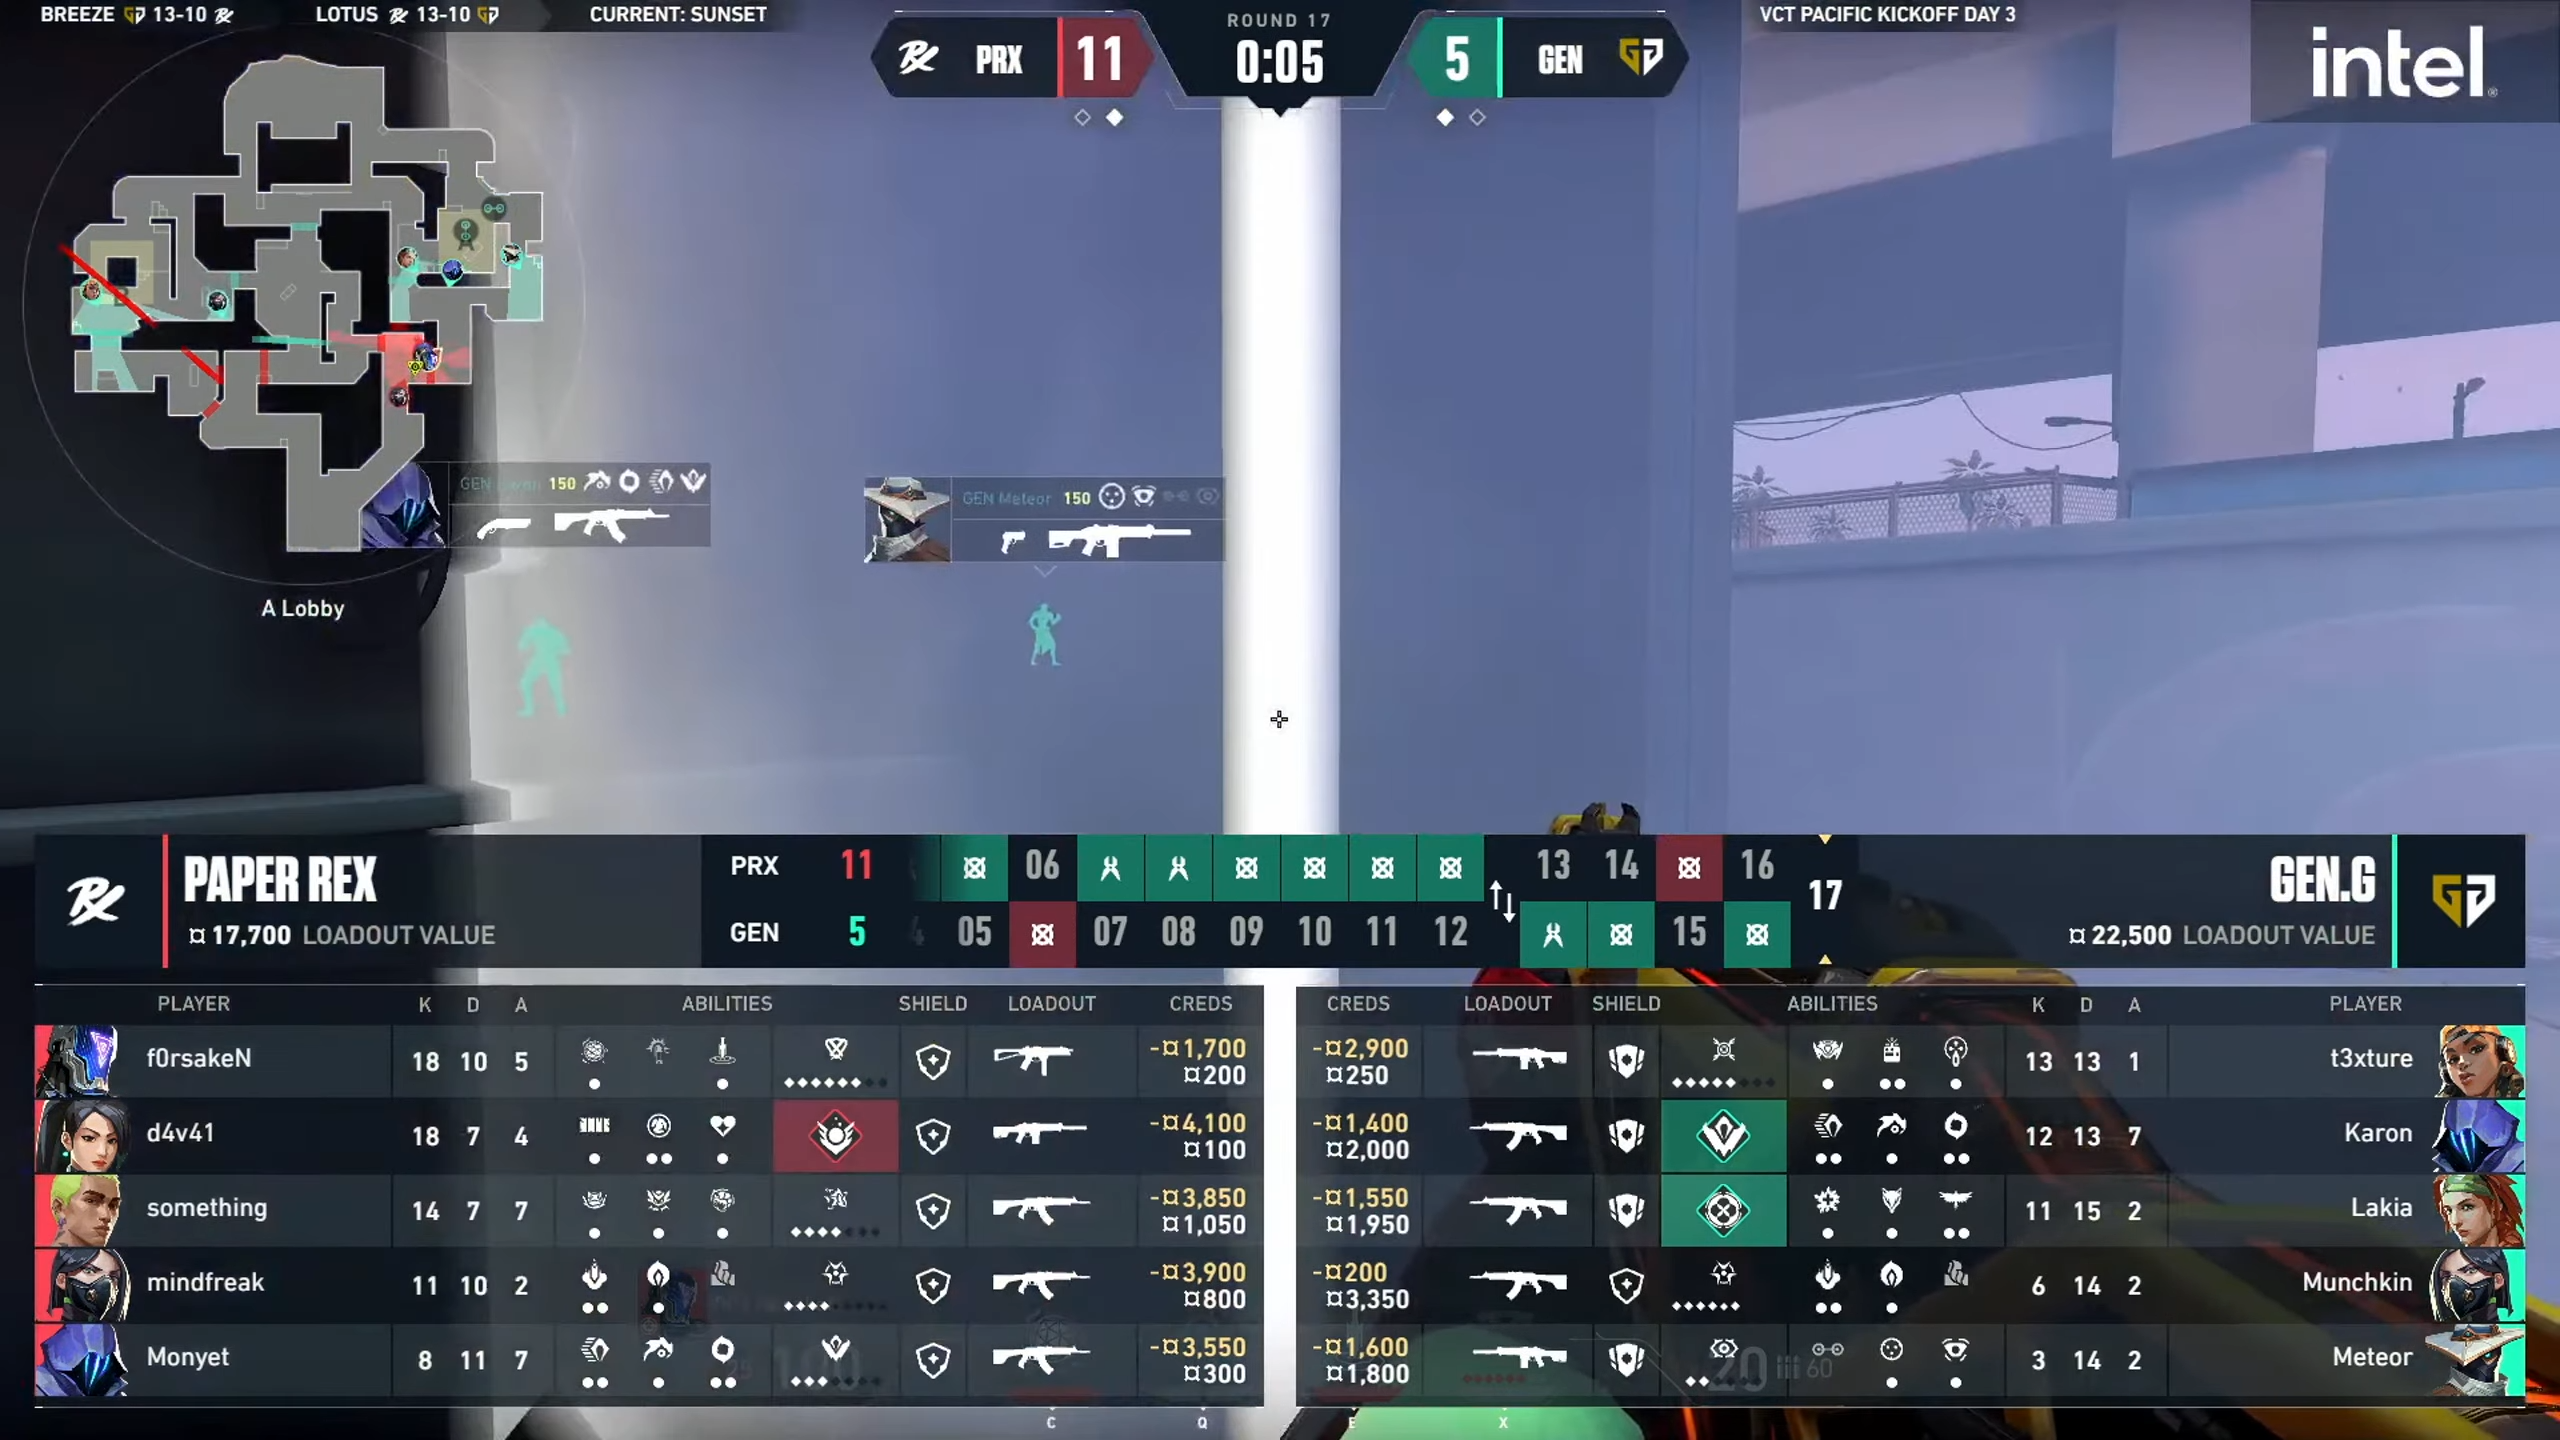 BREEZE 13-10 LOTUS 13-10 CURRENT: SUNSET
PRX 11 ROUND 17 0:05 5 GEN
VCT PACIFIC KICKOFF DAY 3
intel
150
GEN Meteor 150
A Lobby
PAPER REX
17,700 LOADOUT VALUE
PRX 11 06 13 14 16
GEN 5 05 07 08 09 10 11 12 15
17
GEN.G
22,500 LOADOUT VALUE
PLAYER K D A ABILITIES SHIELD LOADOUT CREDS
f0rsakeN 18 10 5 -1,700 200
d4v41 18 7 4 -4,100 100
something 14 7 7 -3,850 1,050
mindfreak 11 10 2 -3,900 800
Monyet 8 11 7 -3,550 300
CREDS LOADOUT SHIELD ABILITIES K D A PLAYER
-2,900 250 13 13 1 t3xture
-1,400 2,000 12 13 7 Karon
-1,550 1,950 11 15 2 Lakia
-200 3,350 6 14 2 Munchkin
-1,600 1,800 3 14 2 Meteor
20 60
C Q E X